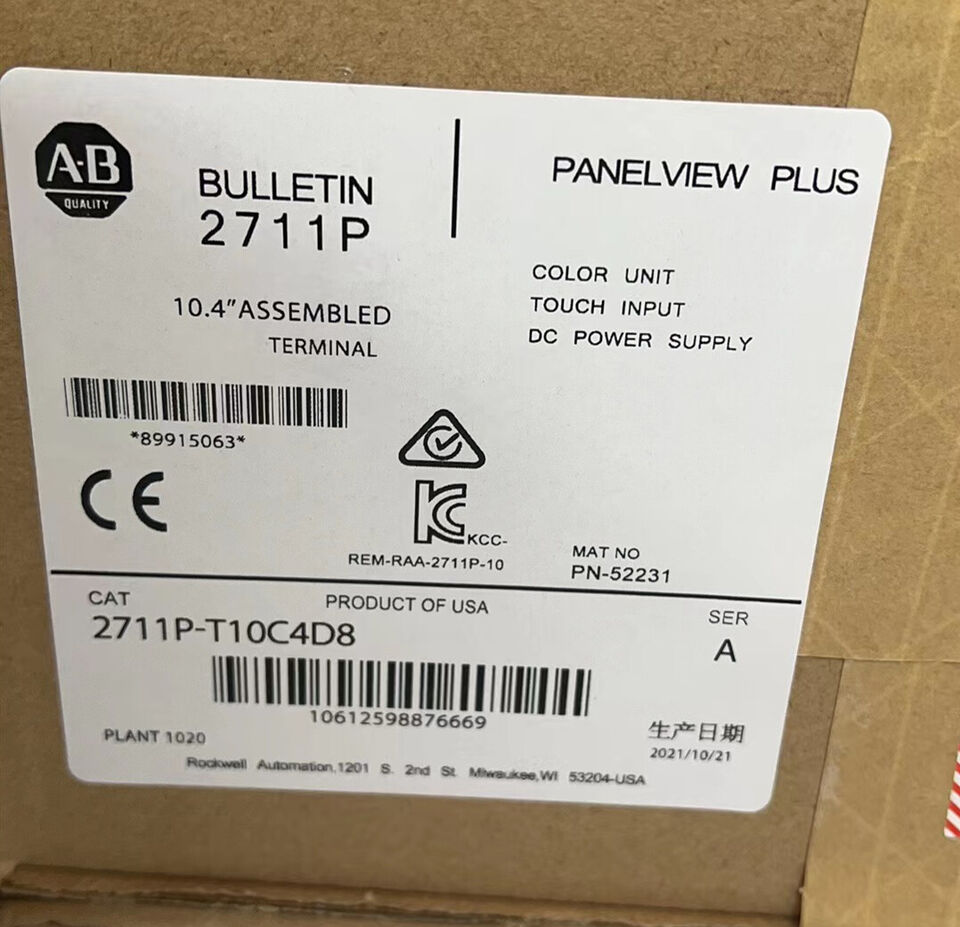 A-B
QUALITY
BULLETIN
2711P
PANELVIEW PLUS
10.4"ASSEMBLED
TERMINAL
COLOR UNIT
TOUCH INPUT
DC POWER SUPPLY
*89915063*
CE
KC
KCC-
REM-RAA-2711P-10
MAT NO
PN-52231
CAT
PRODUCT OF USA
SER
2711P-T10C4D8
A
10612598876669
PLANT 1020
生产日期
2021/10/21
Rockwell Automation,1201 S. 2nd St. Milwaukee,WI 53204-USA